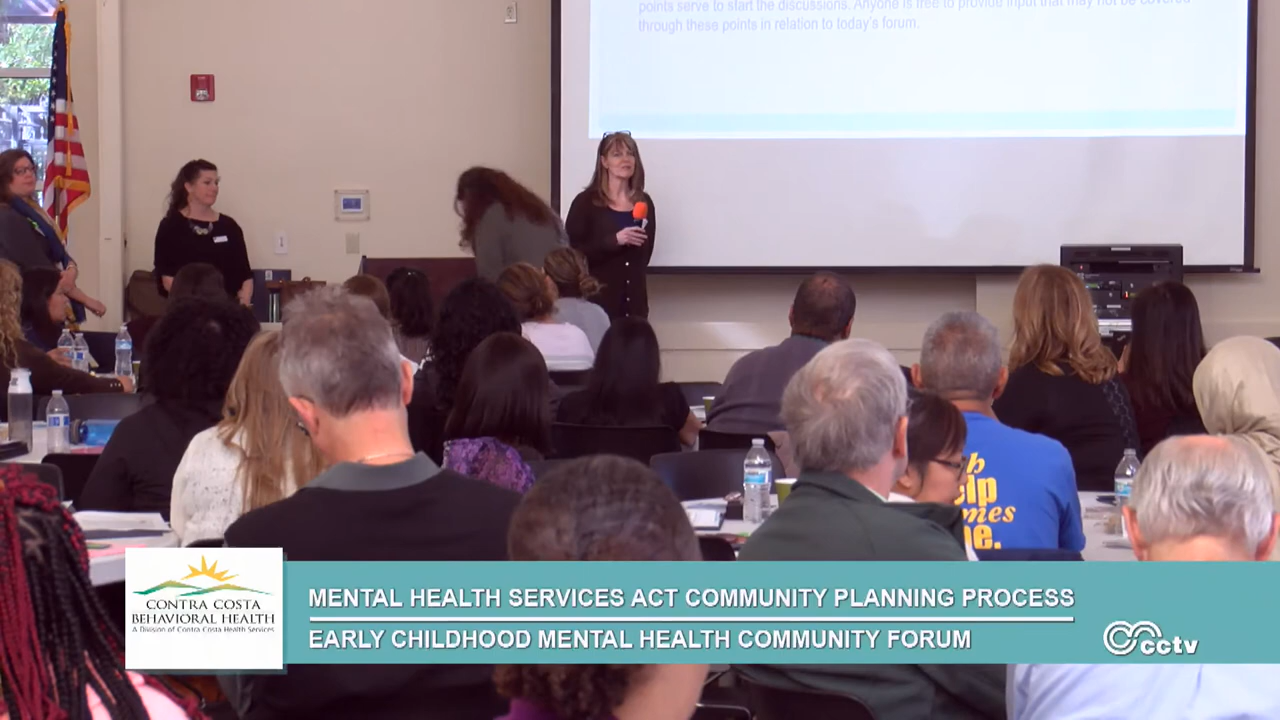 points serve to start the discussions. Anyone is free to provide input that may not be covered
through these points in relation to today's forum.
lp
mes
e.
CONTRA COSTA
BEHAVIORAL HEALTH
A Division of Contra Costa Health Services
MENTAL HEALTH SERVICES ACT COMMUNITY PLANNING PROCESS
EARLY CHILDHOOD MENTAL HEALTH COMMUNITY FORUM
cctv